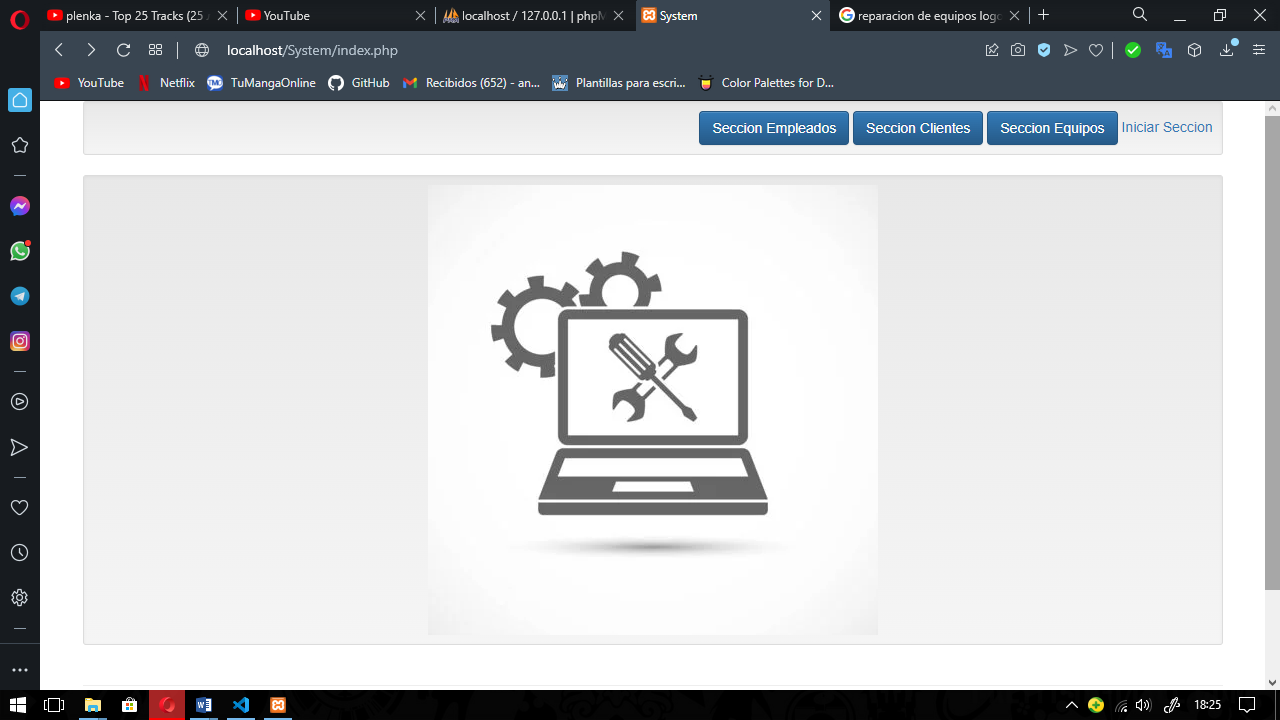 plenka - Top 25 Tracks (25
YouTube
localhost / 127.0.0.1 | phpM
System
reparacion de equipos logo
localhost/System/index.php
YouTube
Netflix
TuMangaOnline
GitHub
Recibidos (652) - an...
Plantillas para escri...
Color Palettes for D...
Seccion Empleados
Seccion Clientes
Seccion Equipos
Iniciar Seccion
18:25